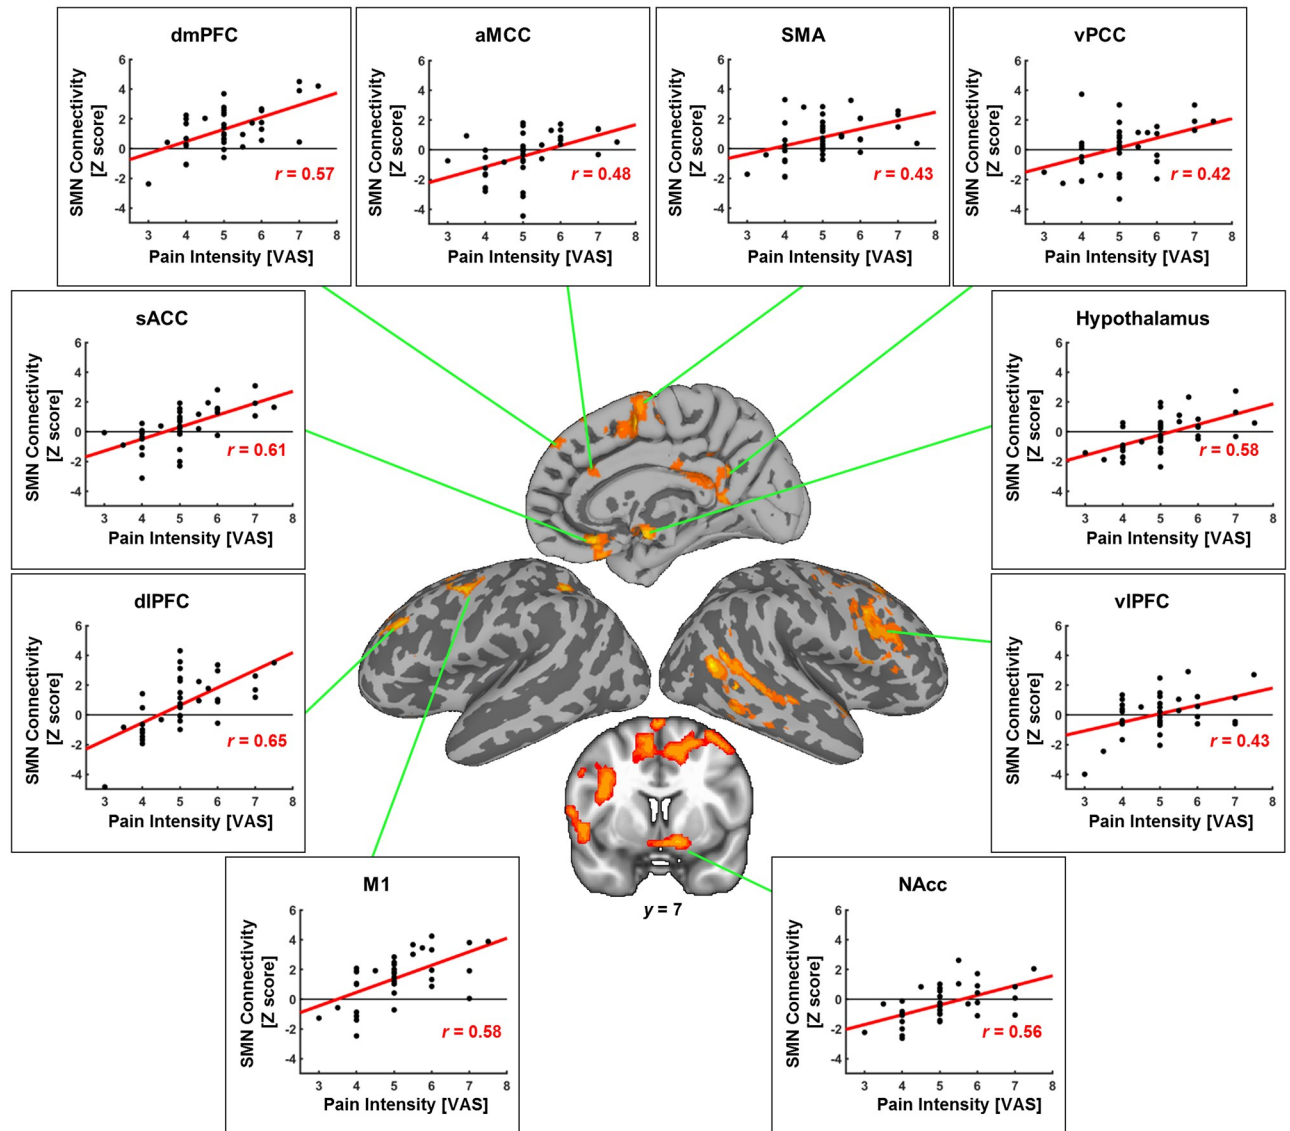 dmPFC
SMN Connectivity
[Z score]
6
4
2
0
-2
-4
r = 0.57
3 4 5 6 7 8
Pain Intensity [VAS]
aMCC
SMN Connectivity
[Z score]
6
4
2
0
-2
-4
r = 0.48
3 4 5 6 7 8
Pain Intensity [VAS]
SMA
SMN Connectivity
[Z score]
6
4
2
0
-2
-4
r = 0.43
3 4 5 6 7 8
Pain Intensity [VAS]
vPCC
SMN Connectivity
[Z score]
6
4
2
0
-2
-4
r = 0.42
3 4 5 6 7 8
Pain Intensity [VAS]
sACC
SMN Connectivity
[Z score]
6
4
2
0
-2
-4
r = 0.61
3 4 5 6 7 8
Pain Intensity [VAS]
Hypothalamus
SMN Connectivity
[Z score]
6
4
2
0
-2
-4
r = 0.58
3 4 5 6 7 8
Pain Intensity [VAS]
dlPFC
SMN Connectivity
[Z score]
6
4
2
0
-2
-4
r = 0.65
3 4 5 6 7 8
Pain Intensity [VAS]
vlPFC
SMN Connectivity
[Z score]
6
4
2
0
-2
-4
r = 0.43
3 4 5 6 7 8
Pain Intensity [VAS]
M1
SMN Connectivity
[Z score]
6
4
2
0
-2
-4
r = 0.58
3 4 5 6 7 8
Pain Intensity [VAS]
y = 7
NAcc
SMN Connectivity
[Z score]
6
4
2
0
-2
-4
r = 0.56
3 4 5 6 7 8
Pain Intensity [VAS]